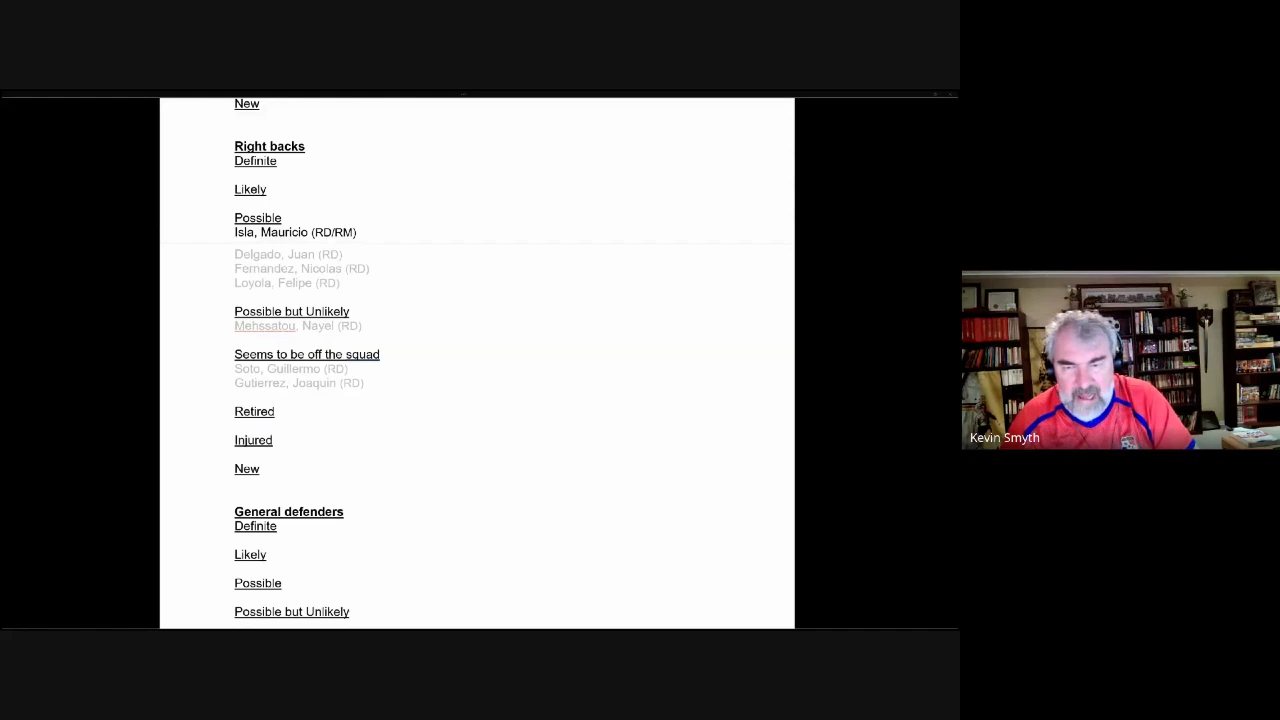 New
Right backs
Definite
Likely
Possible
Isla, Mauricio (RD/RM)
Delgado, Juan (RD)
Fernandez, Nicolas (RD)
Loyola, Felipe (RD)
Possible but Unlikely
Mehssatou, Nayel (RD)
Seems to be off the squad
Soto, Guillermo (RD)
Gutierrez, Joaquin (RD)
Retired
Injured
New
General defenders
Definite
Likely
Possible
Possible but Unlikely
Kevin Smyth